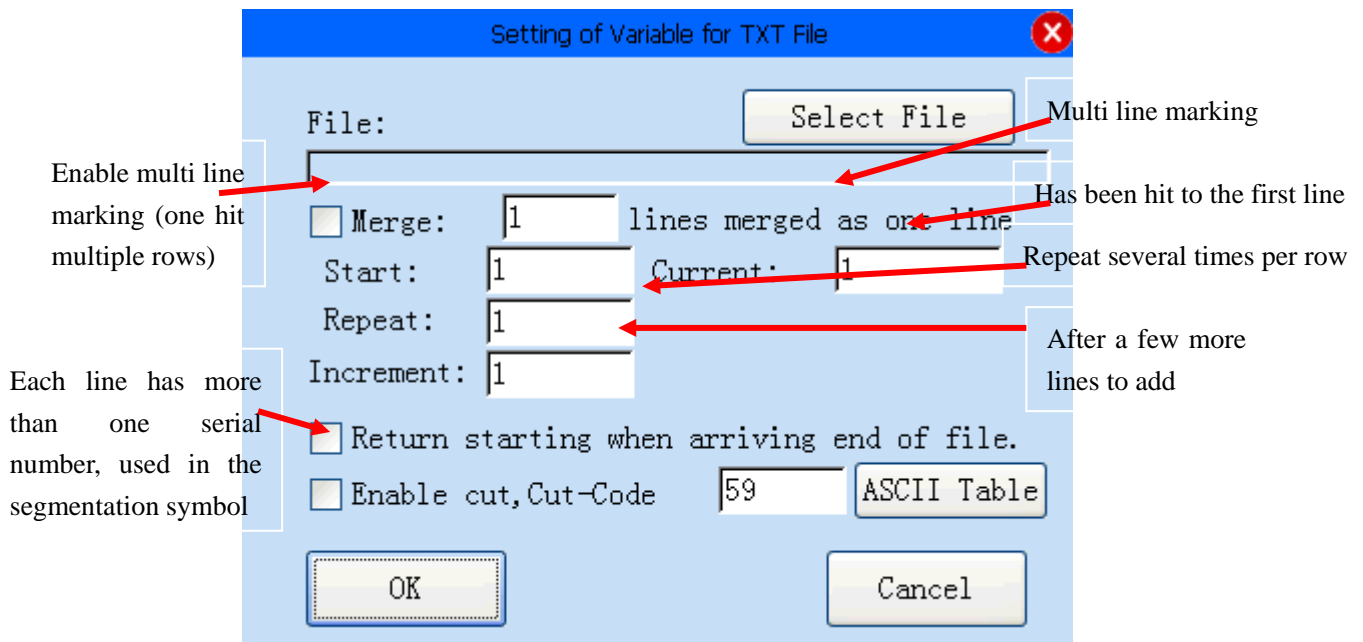 Setting of Variable for TXT File
File:
Select File
Merge:
1
lines merged as one line
Start:
1
Current:
1
Repeat:
1
Increment:
1
Return starting when arriving end of file.
Enable cut,Cut-Code
59
ASCII Table
OK
Cancel
Enable multi line
marking (one hit
multiple rows)
Each line has more
than one serial
number, used in the
segmentation symbol
Multi line marking
Has been hit to the first line
Repeat several times per row
After a few more
lines to add